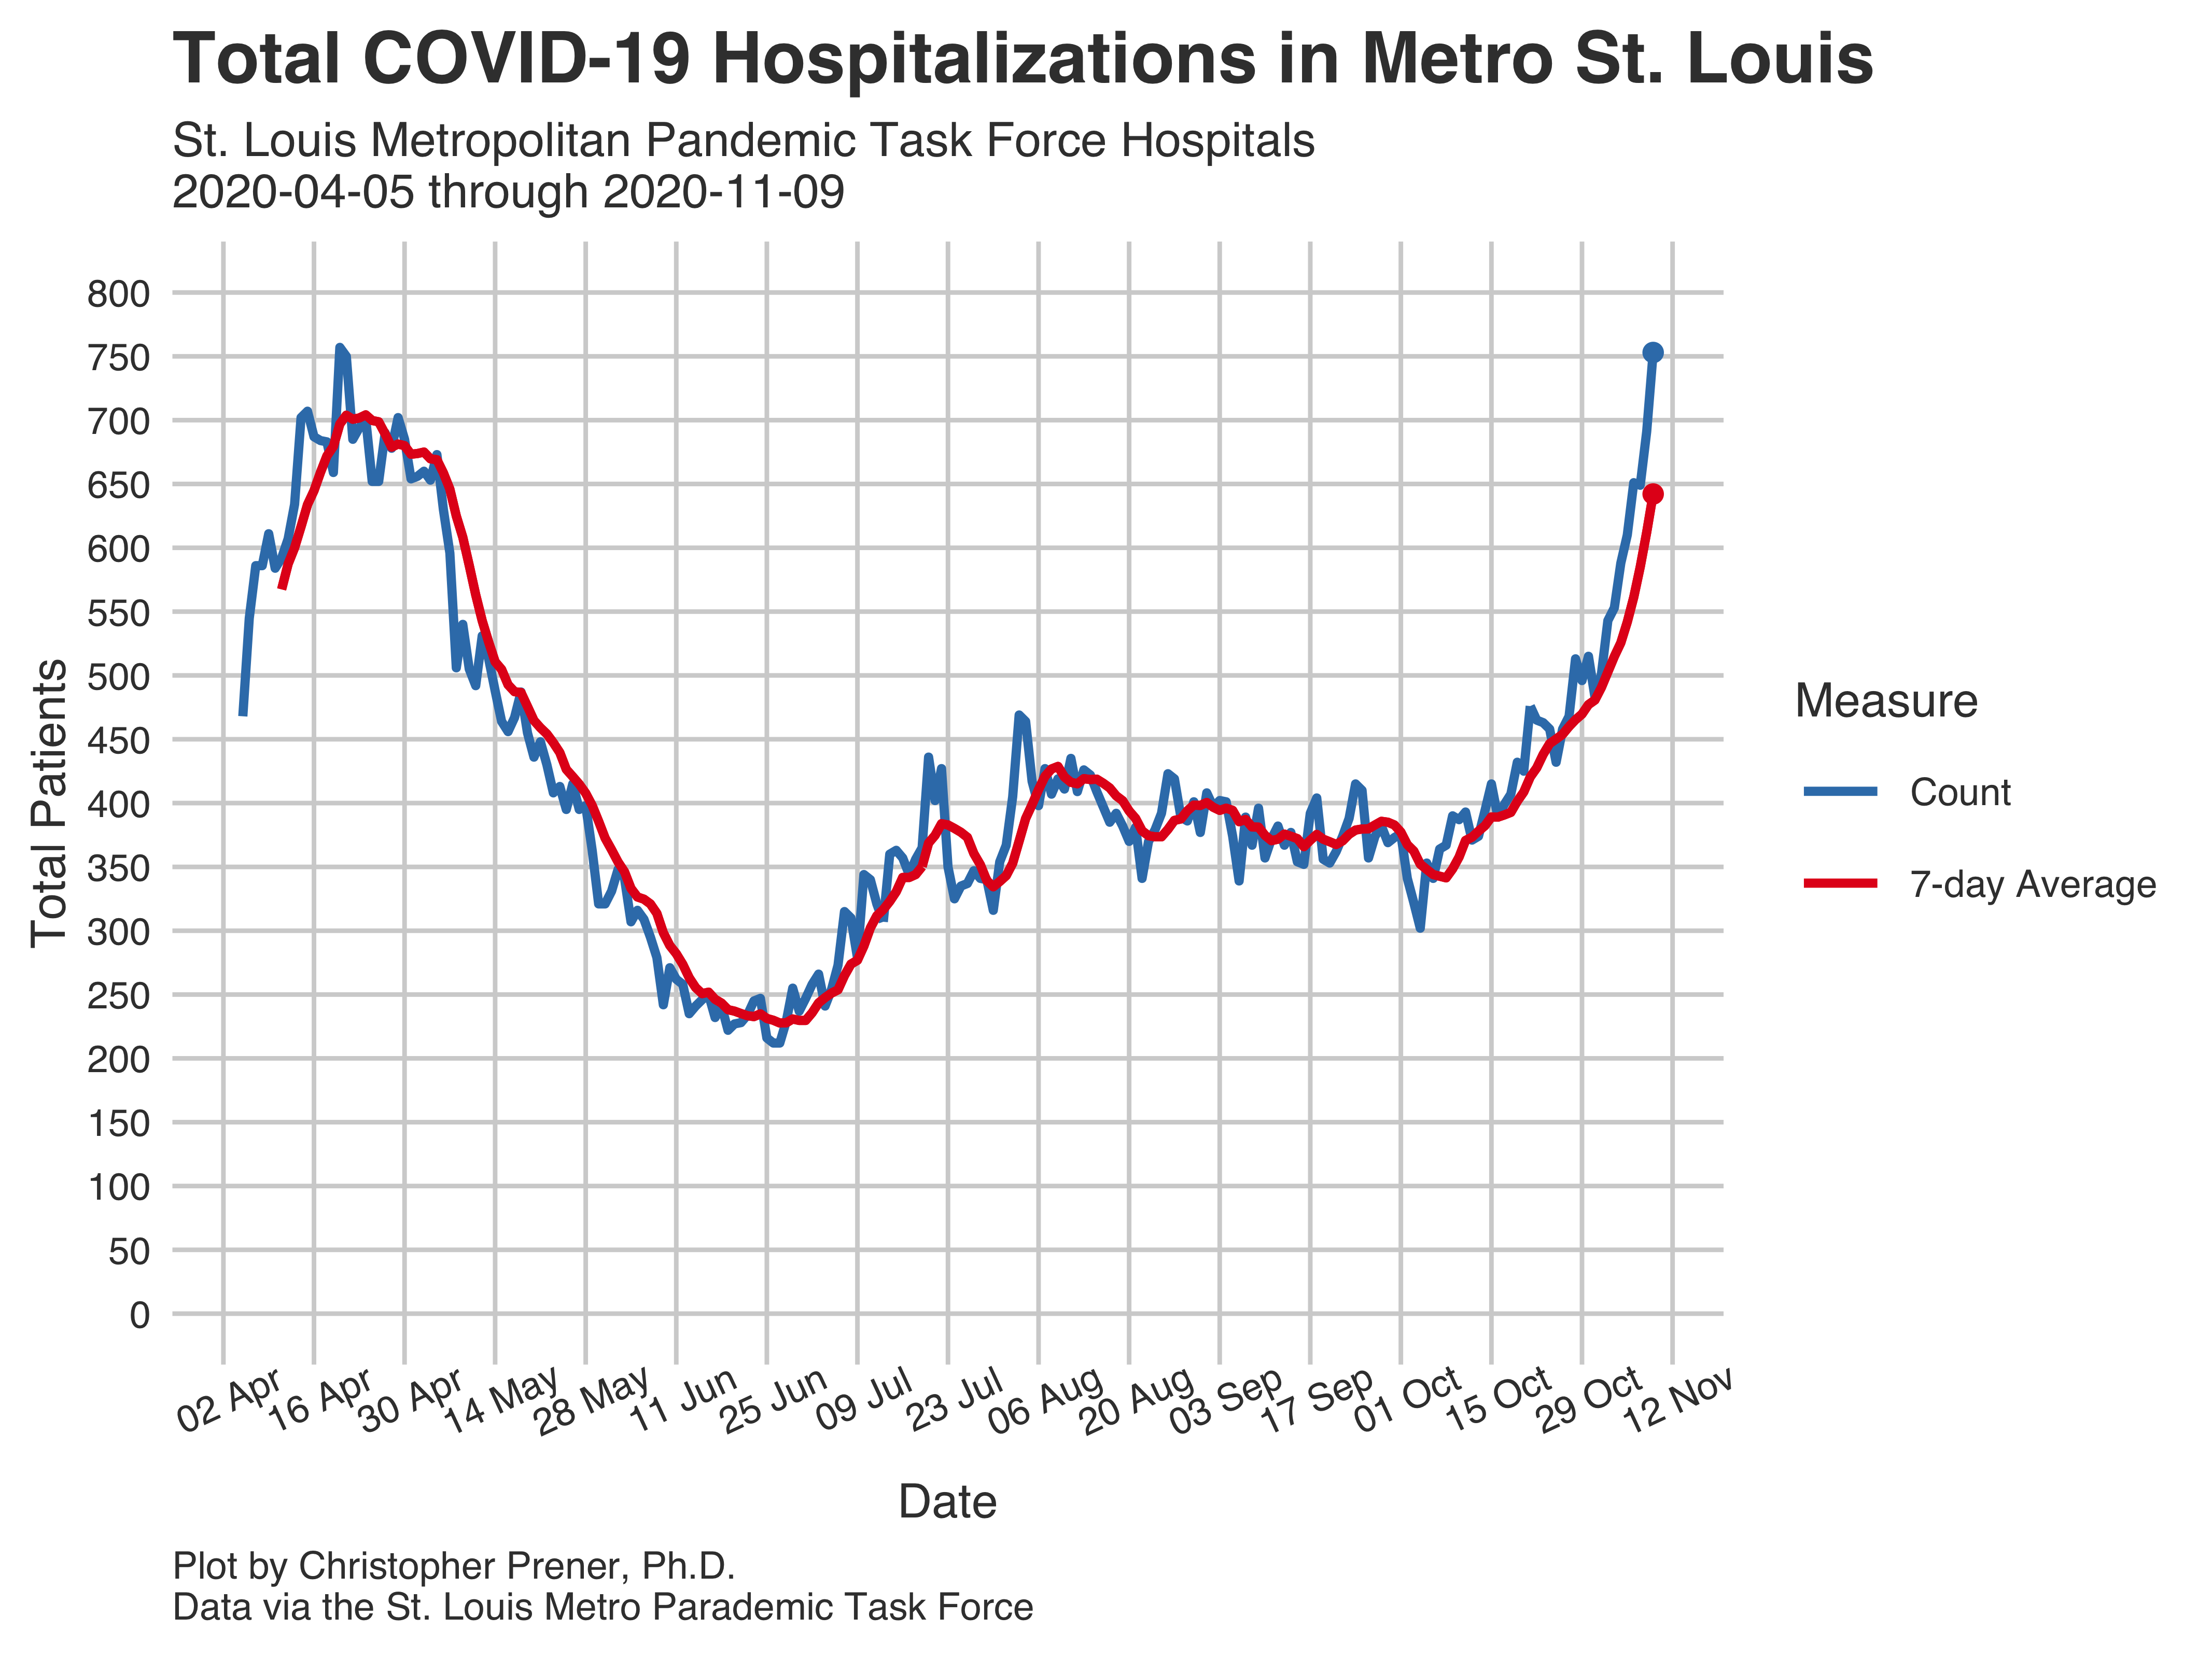 Total COVID-19 Hospitalizations in Metro St. Louis
St. Louis Metropolitan Pandemic Task Force Hospitals
2020-04-05 through 2020-11-09
800
750
700
650
600
550
500
450
400
350
300
250
200
150
100
50
0
Total Patients
02 Apr
16 Apr
30 Apr
14 May
28 May
11 Jun
25 Jun
09 Jul
23 Jul
06 Aug
20 Aug
03 Sep
17 Sep
01 Oct
15 Oct
29 Oct
12 Nov
Date
Measure
Count
7-day Average
Plot by Christopher Prener, Ph.D.
Data via the St. Louis Metro Parademic Task Force